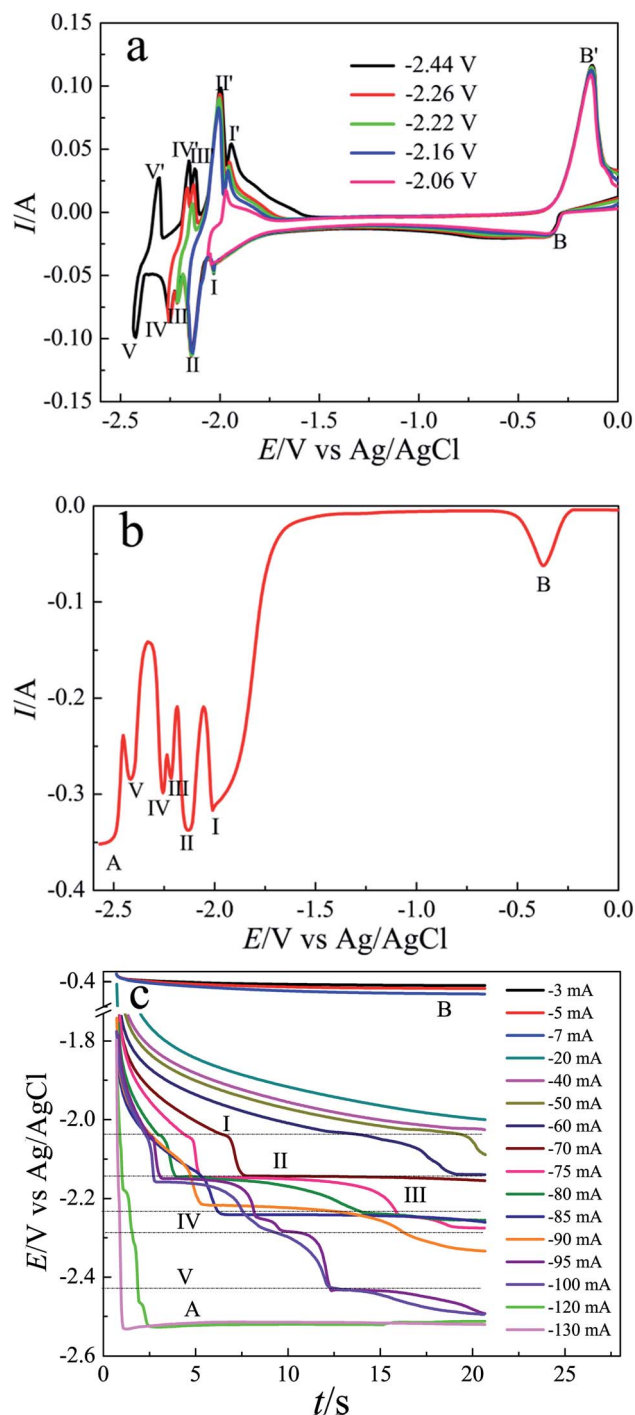 a
-2.44 V
-2.26 V
-2.22 V
-2.16 V
-2.06 V
II'
I'
IV'
III'
V'
B'
B
I
II
III
IV
V
0.15
0.10
0.05
0.00
-0.05
-0.10
-0.15
I/A
-2.5 -2.0 -1.5 -1.0 -0.5 0.0
E/V vs Ag/AgCl
b
0.0
-0.1
-0.2
-0.3
-0.4
I/A
B
V
IV
III
II
I
A
-2.5 -2.0 -1.5 -1.0 -0.5 0.0
E/V vs Ag/AgCl
c
-0.4
-1.8
-2.0
-2.2
-2.4
-2.6
E/V vs Ag/AgCl
B
I
II
III
IV
V
A
-3 mA
-5 mA
-7 mA
-20 mA
-40 mA
-50 mA
-60 mA
-70 mA
-75 mA
-80 mA
-85 mA
-90 mA
-95 mA
-100 mA
-120 mA
-130 mA
0 5 10 15 20 25
t/s